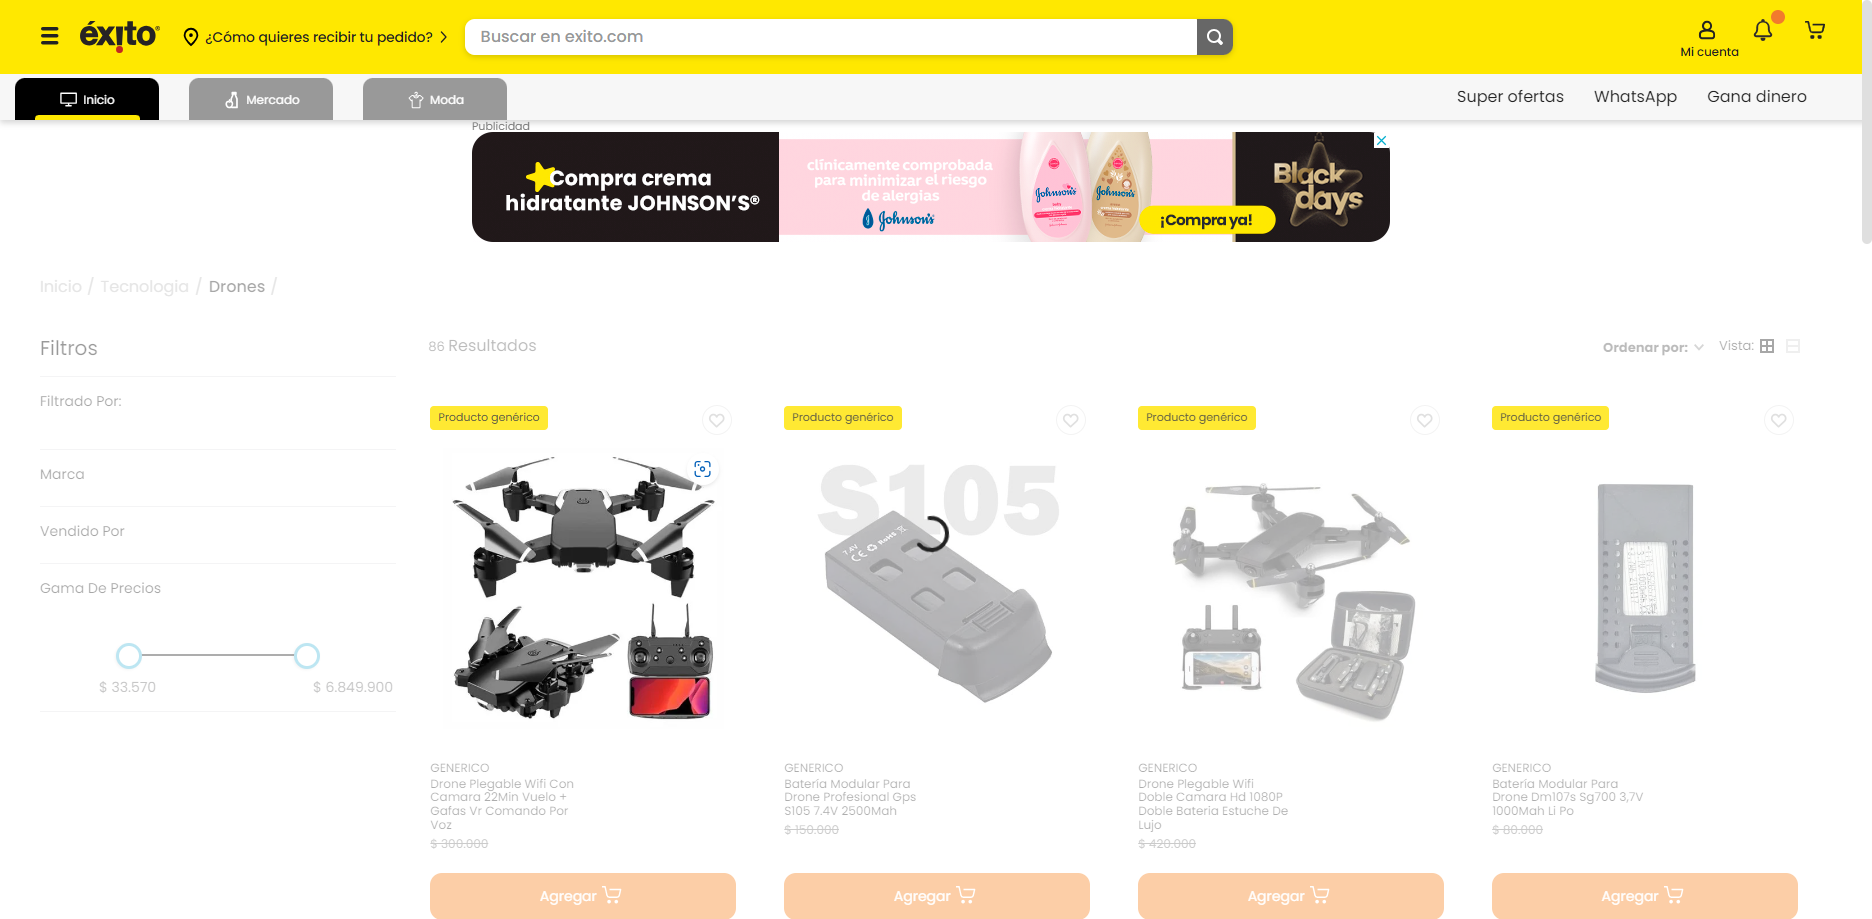 éxito
¿Cómo quieres recibir tu pedido?
Buscar en exito.com
Mi cuenta
Inicio
Mercado
Moda
Super ofertas
WhatsApp
Gana dinero
Publicidad
Compra crema
hidratante JOHNSON'S®
clínicamente comprobada
para minimizar el riesgo
de alergias
Johnson's
Johnson's
Johnson's
¡Compra ya!
Black
days
Inicio / Tecnologia / Drones /
Filtros
Filtrado Por:
Marca
Vendido Por
Gama De Precios
$ 33.570
$ 6.849.900
86 Resultados
Ordenar por:
Vista:
Producto genérico
Producto genérico
Producto genérico
Producto genérico
S105
7.4V
CE RoHS
GENERICO
Drone Plegable Wifi Con
Camara 22Min Vuelo +
Gafas Vr Comando Por
Voz
$ 300.000
Agregar
GENERICO
Batería Modular Para
Drone Profesional Gps
S105 7.4V 2500Mah
$ 150.000
Agregar
GENERICO
Drone Plegable Wifi
Doble Camara Hd 1080P
Doble Bateria Estuche De
Lujo
$ 420.000
Agregar
GENERICO
Batería Modular Para
Drone Dm107s Sg700 3,7V
1000Mah Li Po
$ 80.000
Agregar